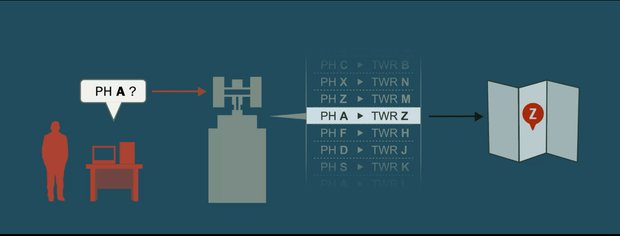 PH A ?
PH C ▶ TWR B
PH X ▶ TWR N
PH Z ▶ TWR M
PH A ▶ TWR Z
PH F ▶ TWR H
PH D ▶ TWR J
PH S ▶ TWR K
Z